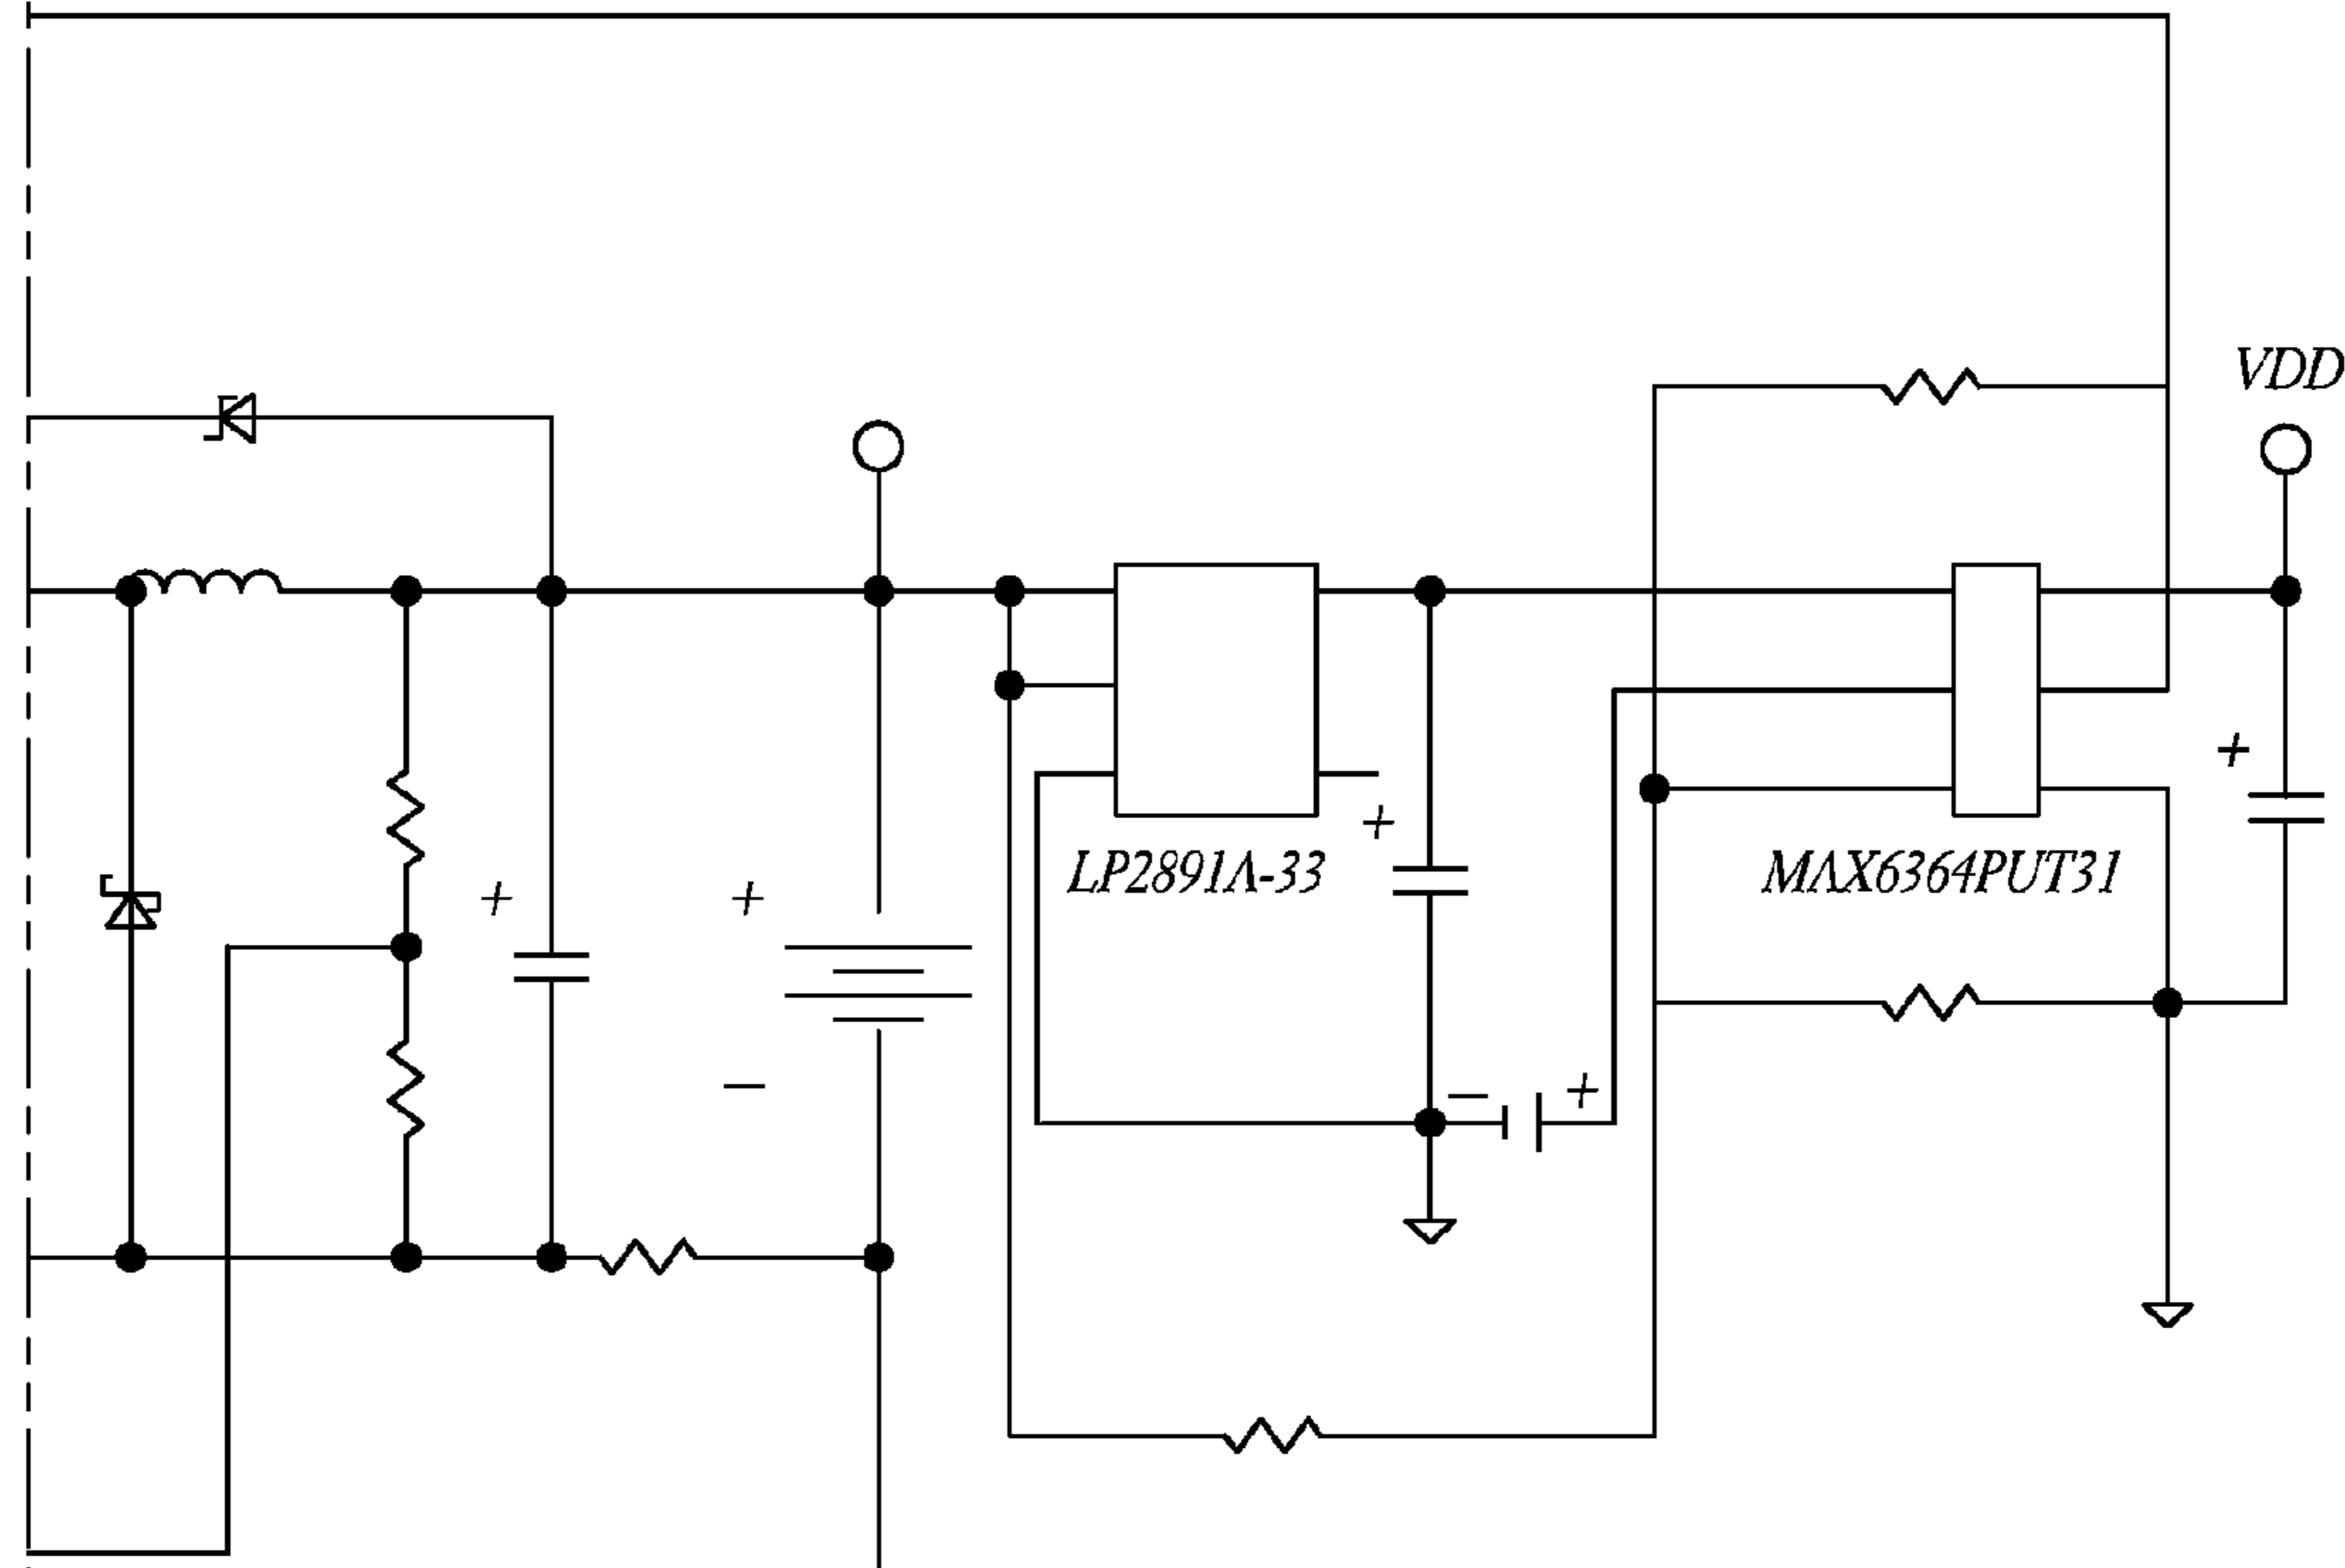 VDD
+
+
+
+
LP2891A-33
MAX6364PUT31
−
−
+